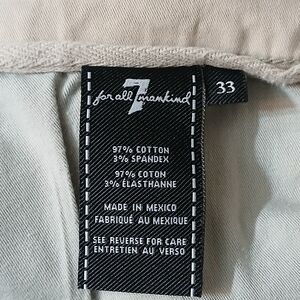 7
for all mankind
33
97% COTTON
3% SPANDEX
97% COTON
3% ÉLASTHANNE
MADE IN MEXICO
FABRIQUÉ AU MEXIQUE
SEE REVERSE FOR CARE
ENTRETIEN AU VERSO